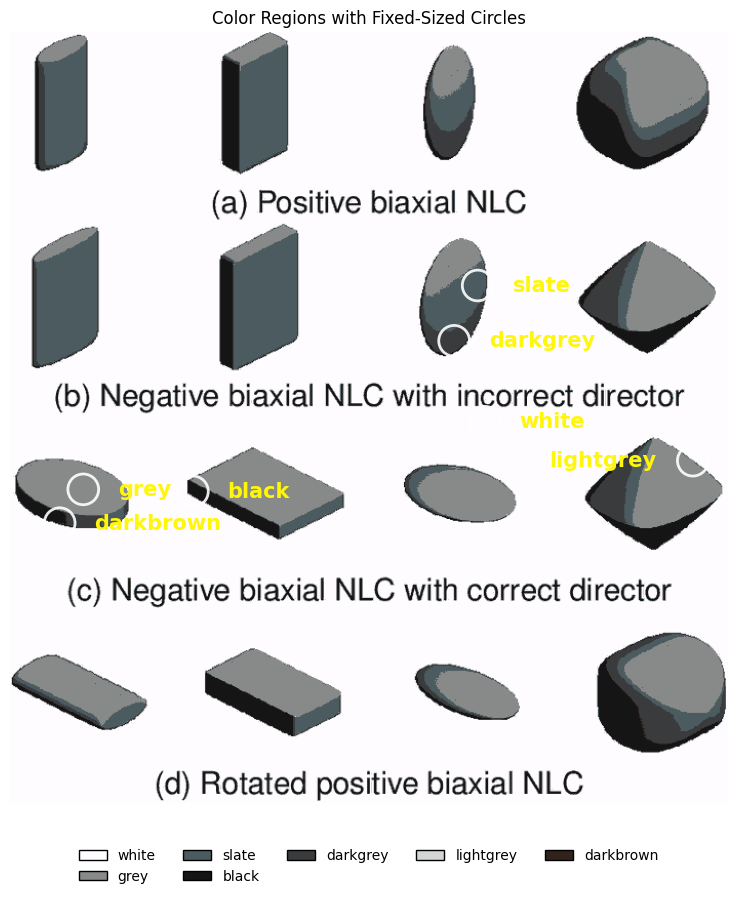 Color Regions with Fixed-Sized Circles
(a) Positive biaxial NLC
slate
darkgrey
(b) Negative biaxial NLC with incorrect director
white
lightgrey
grey
black
darkbrown
(c) Negative biaxial NLC with correct director
(d) Rotated positive biaxial NLC
white slate darkgrey lightgrey darkbrown
grey black